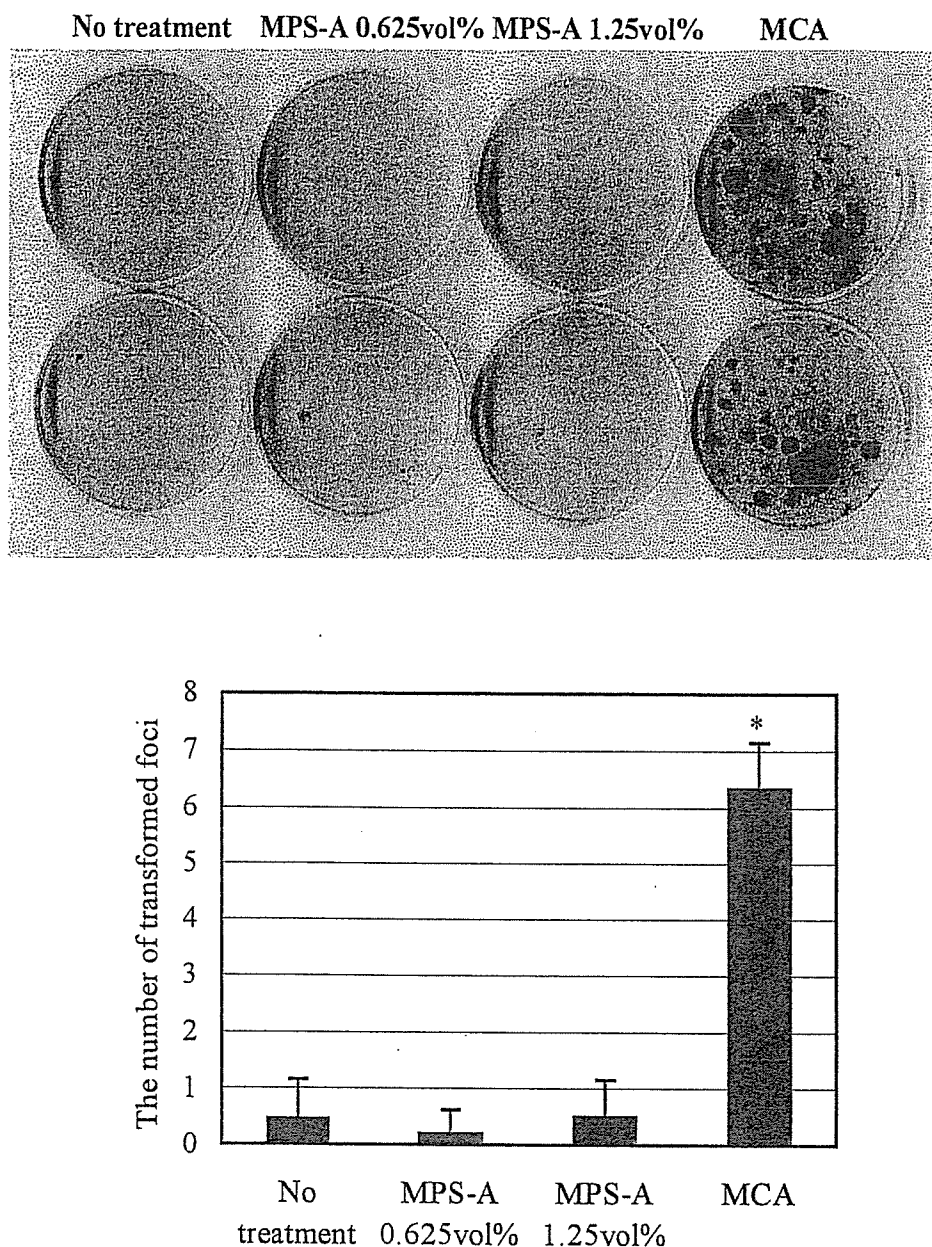 No treatment MPS-A 0.625vol% MPS-A 1.25vol% MCA
The number of transformed foci
8
7
6
5
4
3
2
1
0
*
No treatment
MPS-A 0.625vol%
MPS-A 1.25vol%
MCA